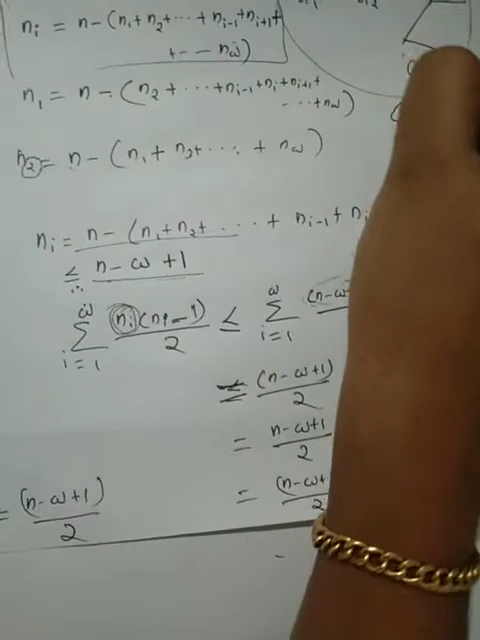 nᵢ = n - (n₁ + n₂ + ⋯ + nᵢ₋₁ + nᵢ₊₁ +
+ - - nω)
n₁ = n - (n₂ + ⋯ + nᵢ₋₁ + nᵢ + nᵢ₊₁ +
⋯ + nω)
n₂ = n - (n₁ + n₂ + ⋯ + nω)
nᵢ = n - (n₁ + n₂ + ⋯ + nᵢ₋₁ + nᵢ
≤ n - ω + 1
∴
ω ∑ i=1 nᵢ(nᵢ - 1)/2 ≤ ω ∑ i=1 (n-ω
≤ (n - ω + 1)/2
= n - ω + 1/2
= (n - ω + /2
= (n - ω + 1)/2